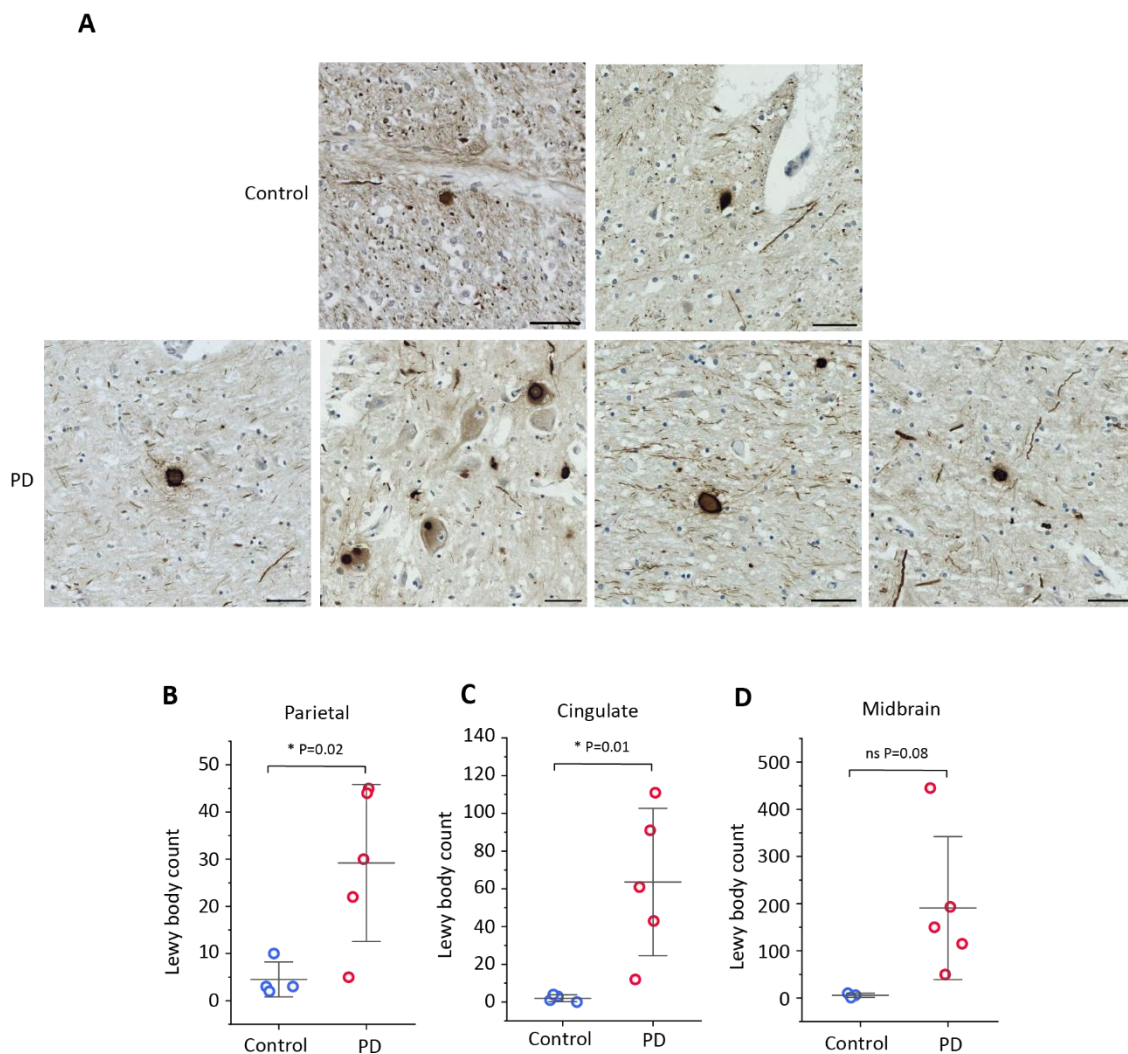 A
Control
PD
B
Parietal
* P=0.02
Lewy body count
50
40
30
20
10
0
Control
PD
C
Cingulate
* P=0.01
Lewy body count
140
120
100
80
60
40
20
0
Control
PD
D
Midbrain
ns P=0.08
Lewy body count
500
400
300
200
100
0
Control
PD